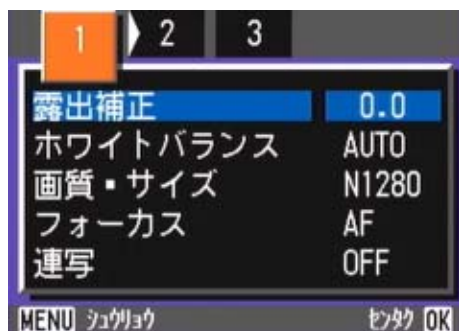 1 2 3
露出補正 0.0
ホワイトバランス AUTO
画質・サイズ N1280
フォーカス AF
連写 OFF
MENU シュウリョウ センタク OK